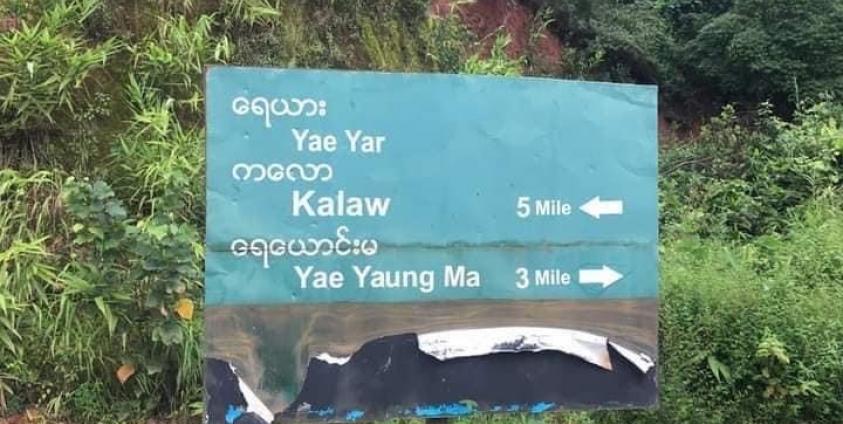 ရေယား
Yae Yar
ကလော
Kalaw 5 Mile
ရေယောင်းမ
Yae Yaung Ma 3 Mile